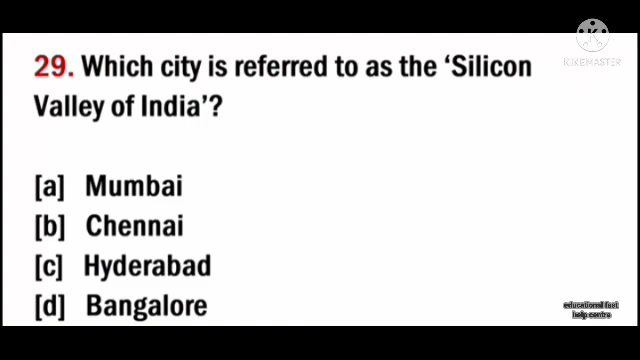 KINEMASTER
29. Which city is referred to as the ‘Silicon
Valley of India’?
[a] Mumbai
[b] Chennai
[c] Hyderabad
[d] Bangalore
educational fast
help centre